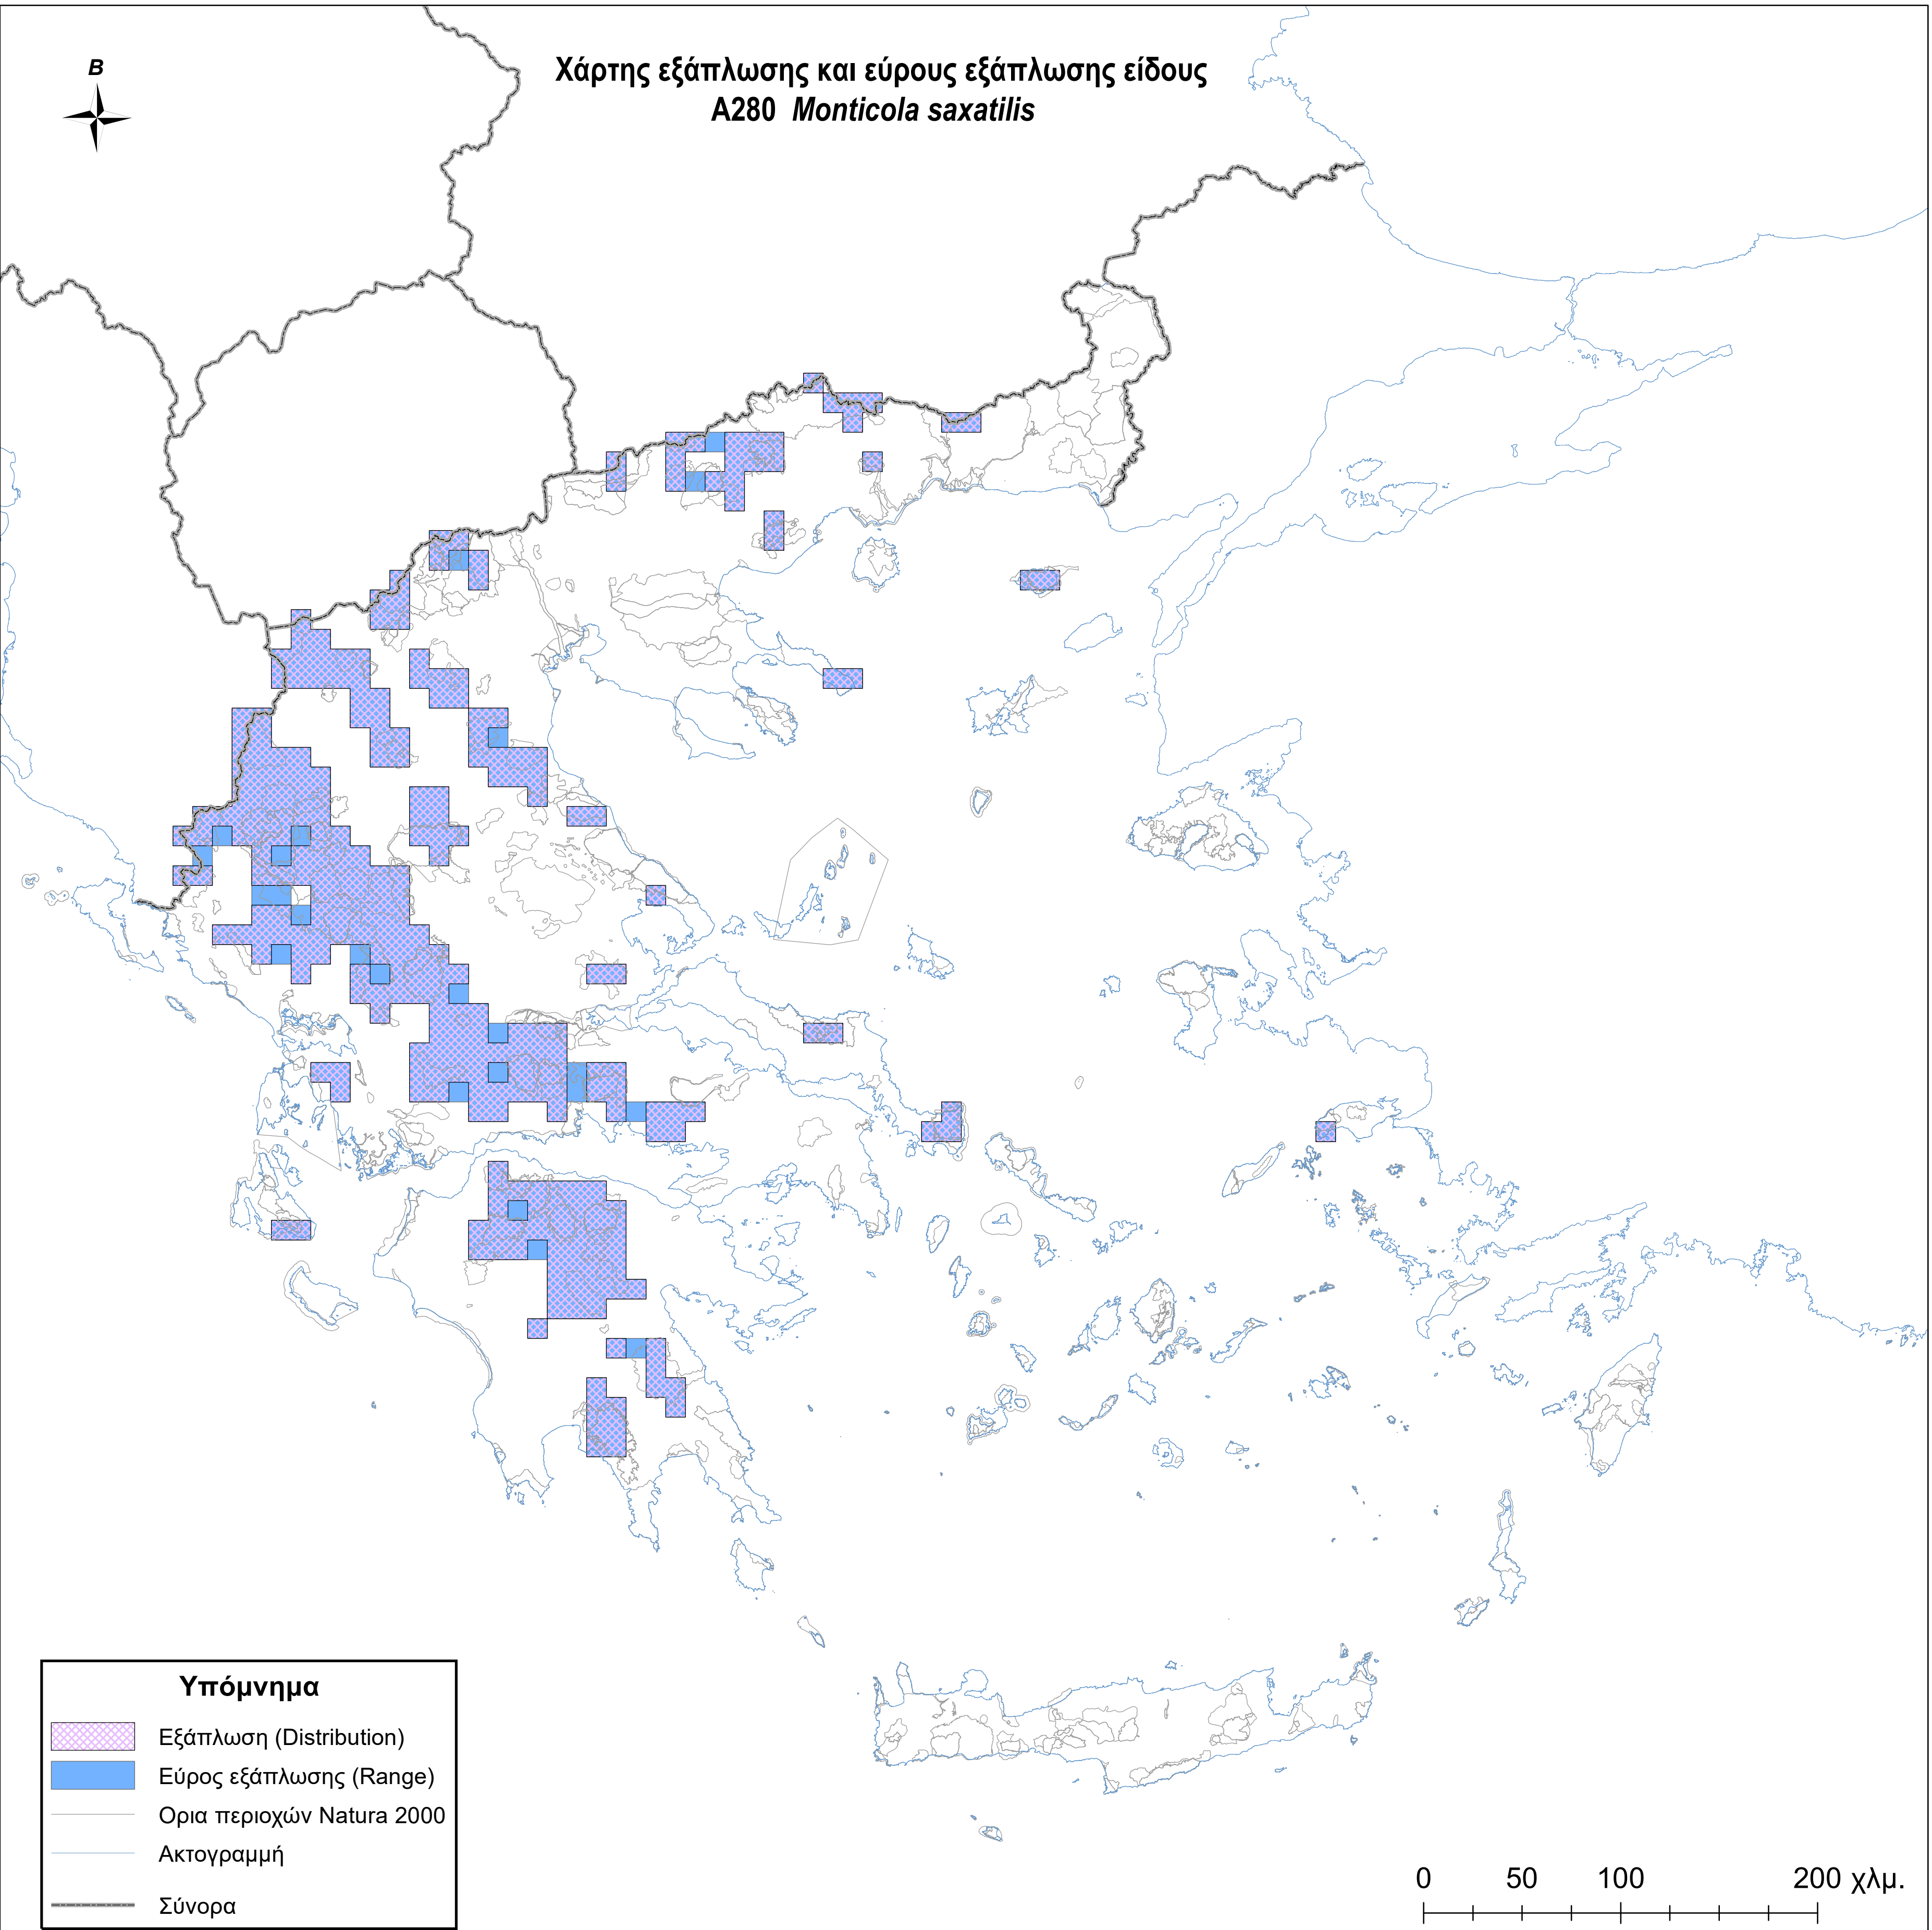 Χάρτης εξάπλωσης και εύρους εξάπλωσης είδους
A280 Monticola saxatilis
Β
Υπόμνημα
Εξάπλωση (Distribution)
Εύρος εξάπλωσης (Range)
Ορια περιοχών Natura 2000
Ακτογραμμή
Σύνορα
0 50 100 200 χλμ.